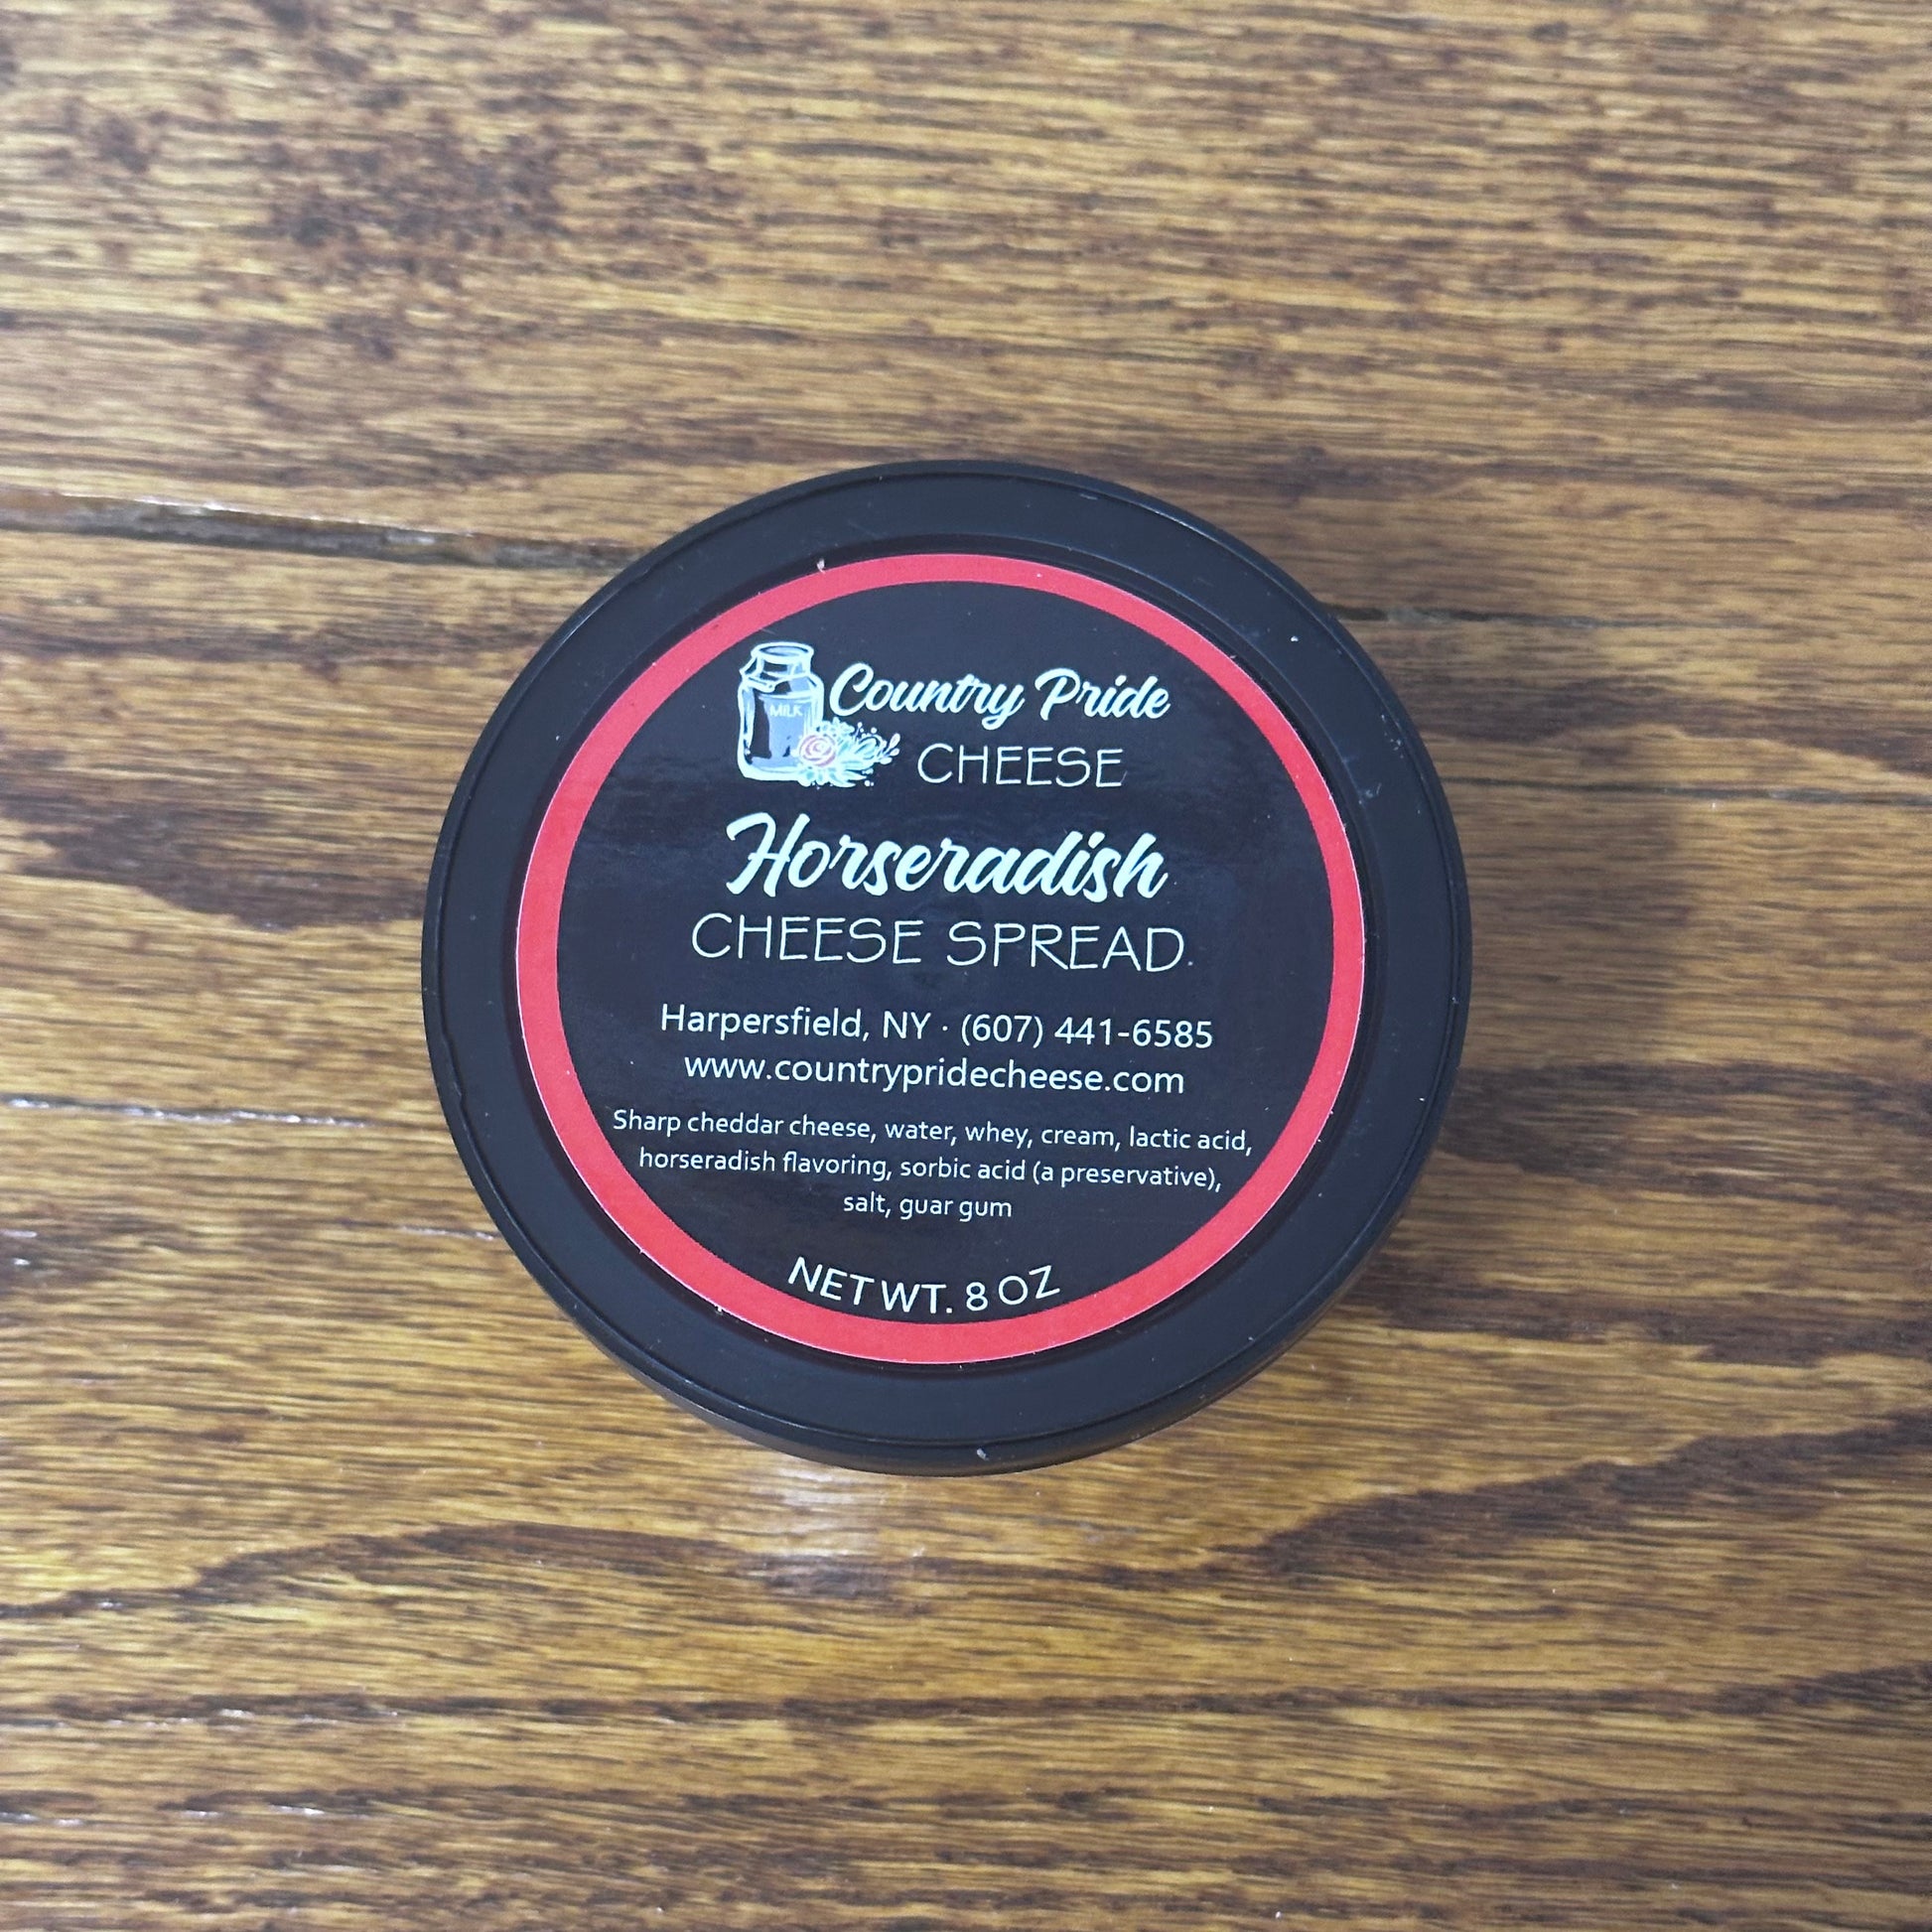 MILK
Country Pride
CHEESE
Horseradish
CHEESE SPREAD
Harpersfield, NY · (607) 441-6585
www.countrypridecheese.com
Sharp cheddar cheese, water, whey, cream, lactic acid,
horseradish flavoring, sorbic acid (a preservative),
salt, guar gum
NET WT. 8 OZ